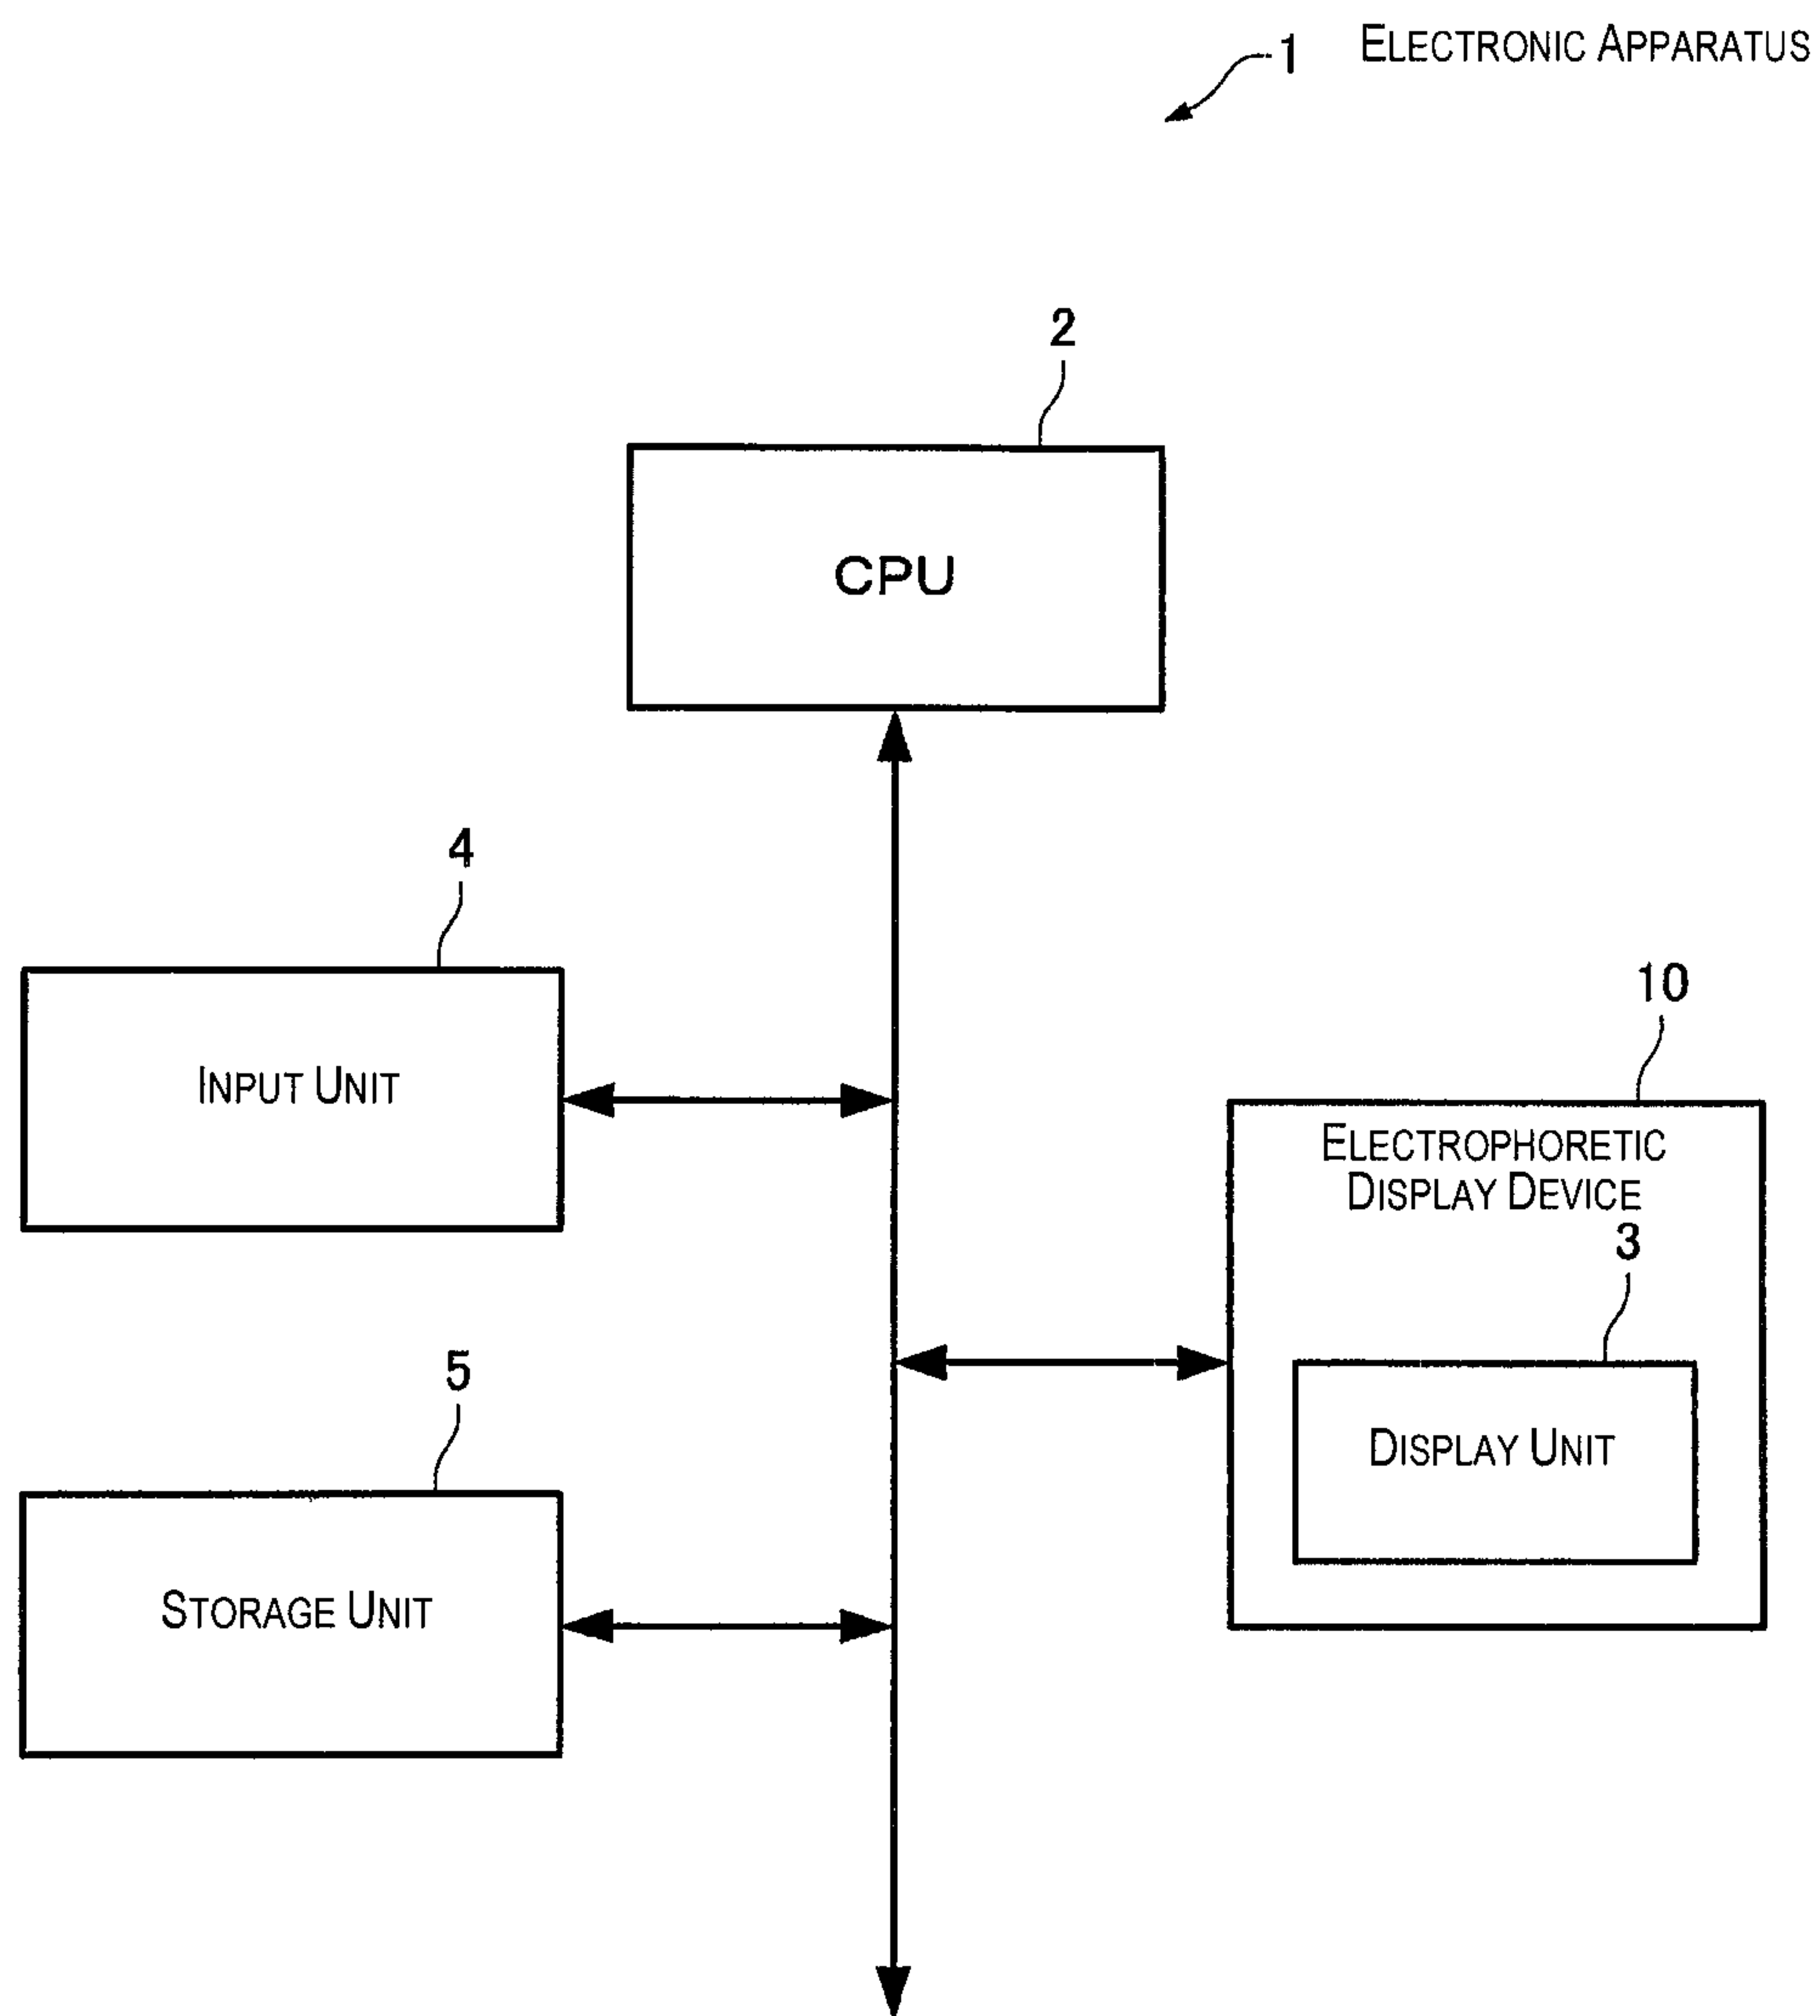 1 ELECTRONIC APPARATUS
2
CPU
4
INPUT UNIT
10
ELECTROPHORETIC
DISPLAY DEVICE
3
DISPLAY UNIT
5
STORAGE UNIT